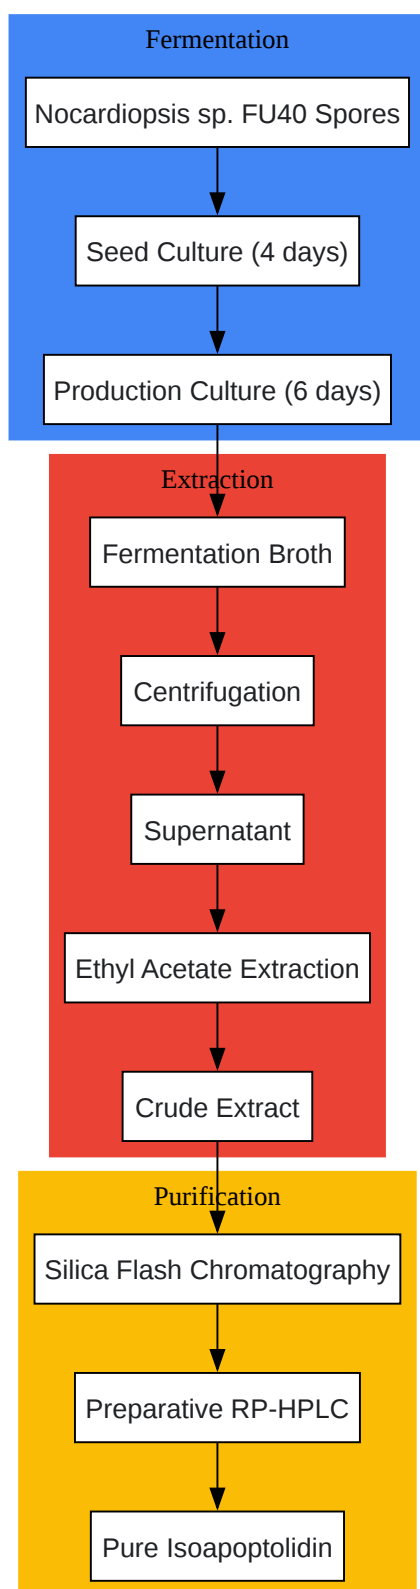 Fermentation
Nocardiopsis sp. FU40 Spores
Seed Culture (4 days)
Production Culture (6 days)
Extraction
Fermentation Broth
Centrifugation
Supernatant
Ethyl Acetate Extraction
Crude Extract
Purification
Silica Flash Chromatography
Preparative RP-HPLC
Pure Isoapoptolidin